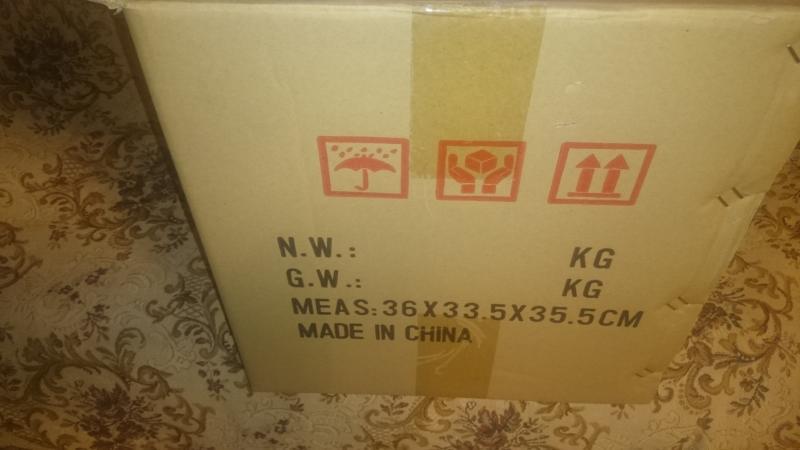 N.W.: KG
G.W.: KG
MEAS:36X33.5X35.5CM
MADE IN CHINA